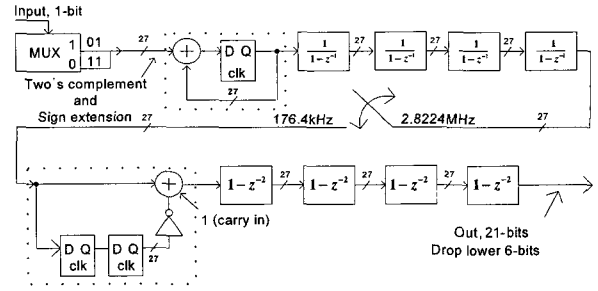 Input, 1-bit
MUX 1 01
0 11
27
D Q
clk
27
1
1−z⁻¹
27
1
1−z⁻¹
27
1
1−z⁻¹
27
1
1−z⁻¹
Two's complement
and
Sign extension
27
176.4kHz
2.8224MHz
27
1 (carry in)
1−z⁻²
27
1−z⁻²
27
1−z⁻²
27
1−z⁻²
D Q
clk
D Q
clk
27
Out, 21-bits
Drop lower 6-bits